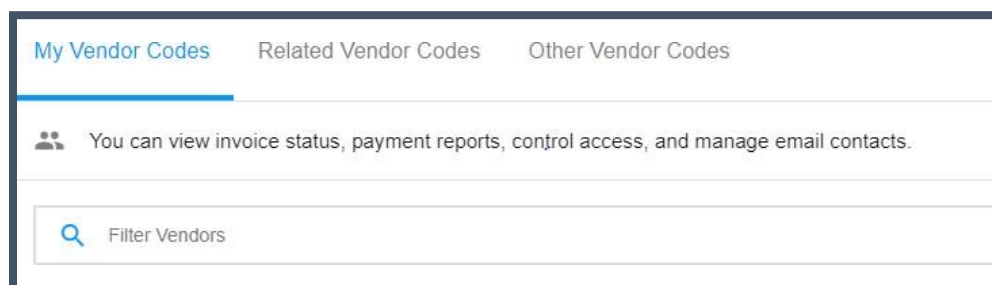 My Vendor Codes Related Vendor Codes Other Vendor Codes
You can view invoice status, payment reports, control access, and manage email contacts.
Filter Vendors